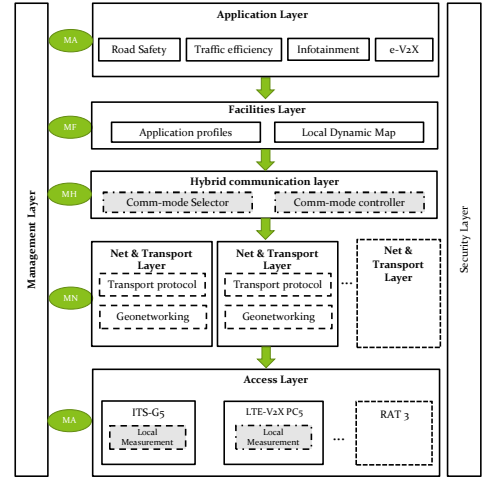 Application Layer
MA
Road Safety
Traffic efficiency
Infotainment
e-V2X
Facilities Layer
MF
Application profiles
Local Dynamic Map
Hybrid communication layer
MH
Comm-mode Selector
Comm-mode controller
Management Layer
Security Layer
Net & Transport
Layer
Transport protocol
Geonetworking
Net & Transport
Layer
Transport protocol
Geonetworking
...
Net &
Transport
Layer
MN
Access Layer
MA
ITS-G5
Local
Measurement
LTE-V2X PC5
Local
Measurement
...
RAT 3